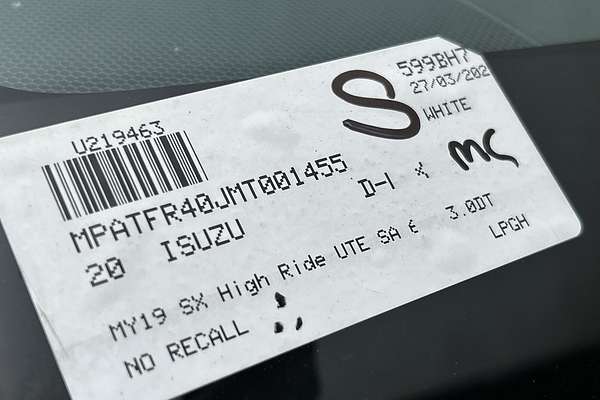 599BH7
27/03/202
S
WHITE
U219463
MC
MPATFR40JMT001455
D-I
20 ISUZU
MY19 SX High Ride UTE SA 6 3.0DT
LPGH
NO RECALL